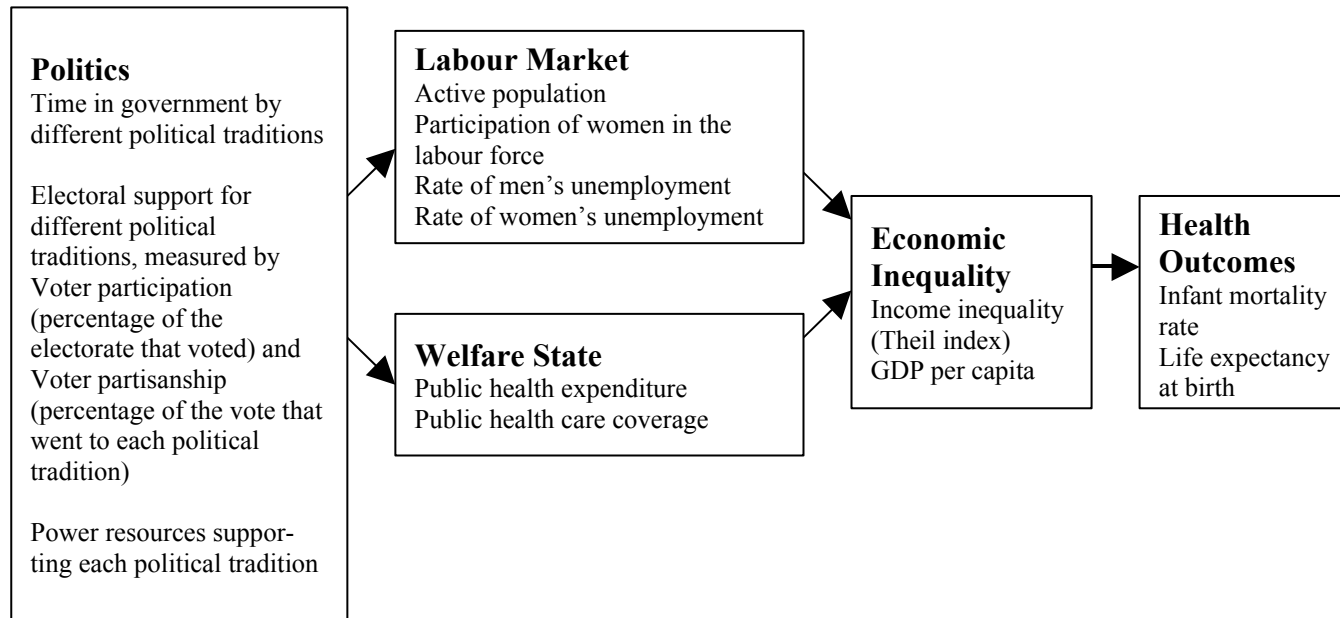 Politics
Time in government by
different political traditions
Electoral support for
different political
traditions, measured by
Voter participation
(percentage of the
electorate that voted) and
Voter partisanship
(percentage of the vote that
went to each political
tradition)
Power resources suppor-
ting each political tradition
Labour Market
Active population
Participation of women in the
labour force
Rate of men’s unemployment
Rate of women’s unemployment
Welfare State
Public health expenditure
Public health care coverage
Economic
Inequality
Income inequality
(Theil index)
GDP per capita
Health
Outcomes
Infant mortality
rate
Life expectancy
at birth